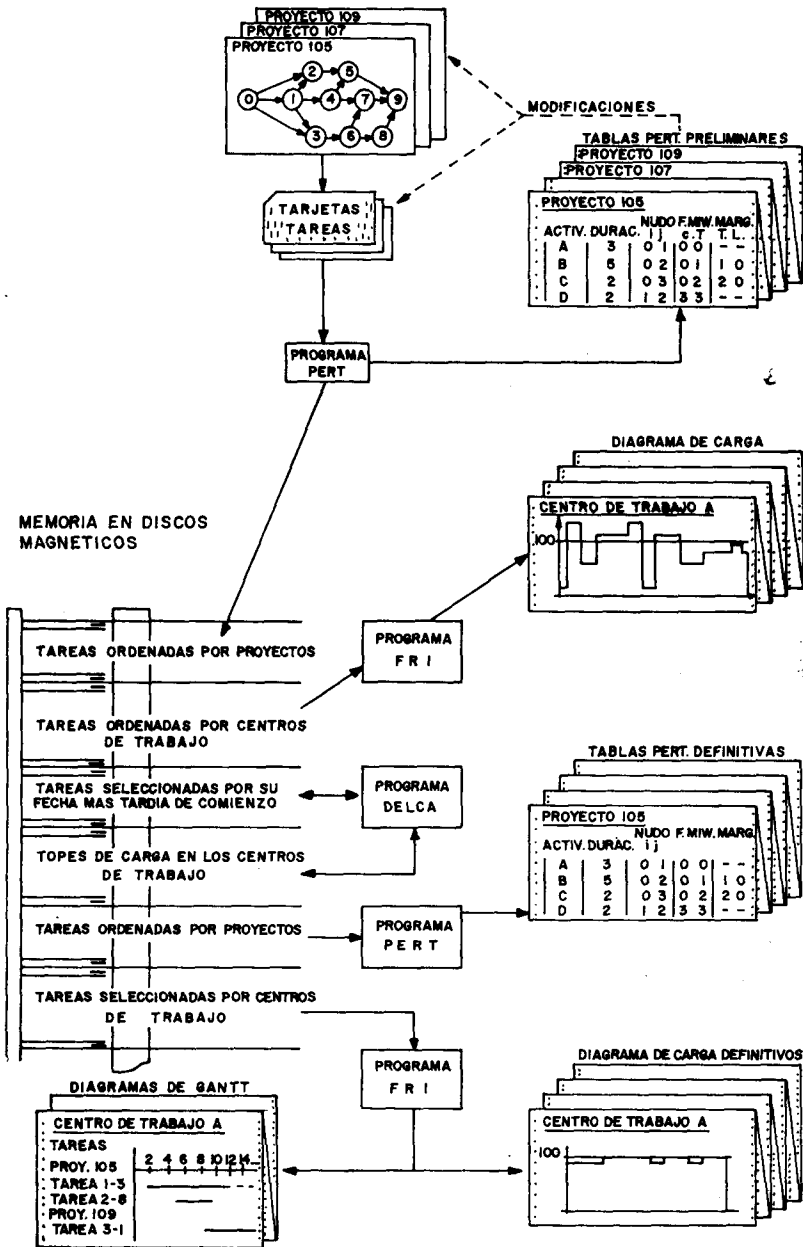 PROYECTO 109
PROYECTO 107
PROYECTO 105
2 5
0 1 4 7 9
3 6 8
MODIFICACIONES
TARJETAS
TAREAS
TABLAS PERT. PRELIMINARES
PROYECTO 109
PROYECTO 107
PROYECTO 105
NUDO F.MIW. MARG.
ACTIV. DURAC. i j c. T T. L.
A 3 0 1 0 0 - -
B 5 0 2 0 1 1 0
C 2 0 3 0 2 2 0
D 2 1 2 3 3 - -
PROGRAMA
PERT
DIAGRAMA DE CARGA
CENTRO DE TRABAJO A
100
MEMORIA EN DISCOS
MAGNETICOS
PROGRAMA
F R I
TAREAS ORDENADAS POR PROYECTOS
TAREAS ORDENADAS POR CENTROS
DE TRABAJO
TAREAS SELECCIONADAS POR SU
FECHA MAS TARDIA DE COMIENZO
PROGRAMA
DELCA
TOPES DE CARGA EN LOS CENTROS
DE TRABAJO
TABLAS PERT. DEFINITIVAS
PROYECTO 105
NUDO F.MIW. MARG.
ACTIV. DURAC. i j
A 3 0 1 0 0 - -
B 5 0 2 0 1 1 0
C 2 0 3 0 2 2 0
D 2 1 2 3 3 - -
TAREAS ORDENADAS POR PROYECTOS
PROGRAMA
P E R T
TAREAS SELECCIONADAS POR CENTROS
DE TRABAJO
PROGRAMA
F R I
DIAGRAMAS DE GANTT
CENTRO DE TRABAJO A
TAREAS
2 4 6 8 10 12 14
PROY. 105
TAREA 1-3
TAREA 2-8
PROY. 109
TAREA 3-1
DIAGRAMA DE CARGA DEFINITIVOS
CENTRO DE TRABAJO A
100